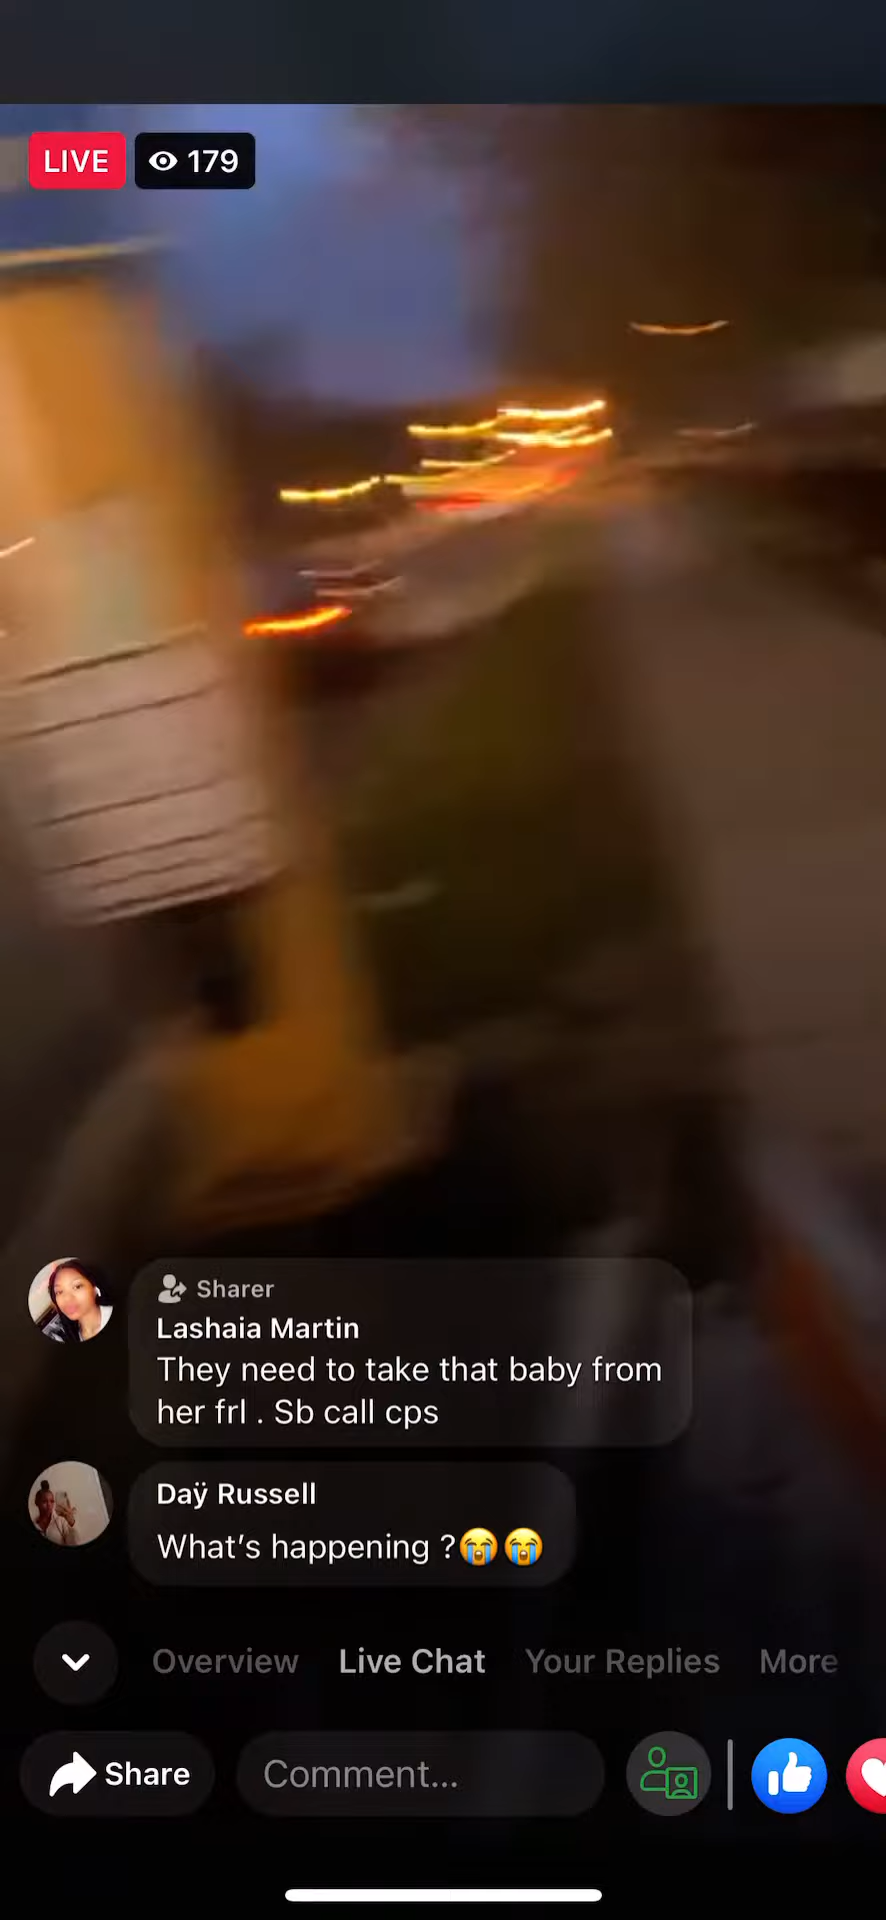 LIVE
179
Sharer
Lashaia Martin
They need to take that baby from
her frl . Sb call cps
Daÿ Russell
What's happening ?😭😭
Overview Live Chat Your Replies More
Share Comment...